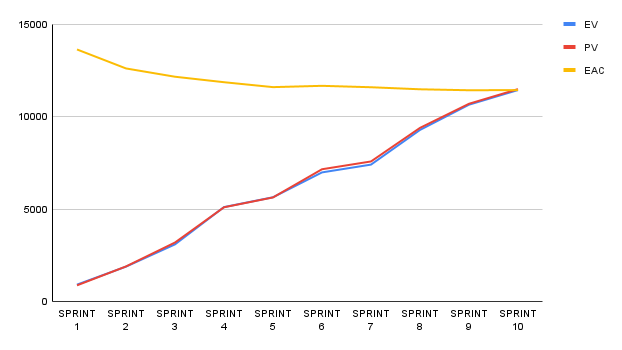 15000
EV
PV
EAC
10000
5000
0
SPRINT SPRINT SPRINT SPRINT SPRINT SPRINT SPRINT SPRINT SPRINT SPRINT
1 2 3 4 5 6 7 8 9 10